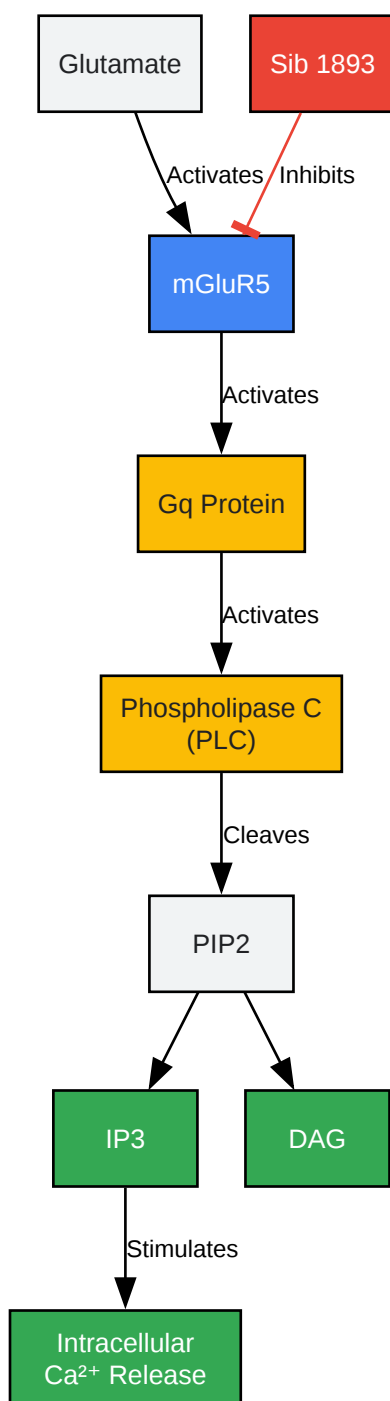 Glutamate
Sib 1893
Activates
Inhibits
mGluR5
Activates
Gq Protein
Activates
Phospholipase C
(PLC)
Cleaves
PIP2
IP3
DAG
Stimulates
Intracellular
Ca²⁺ Release